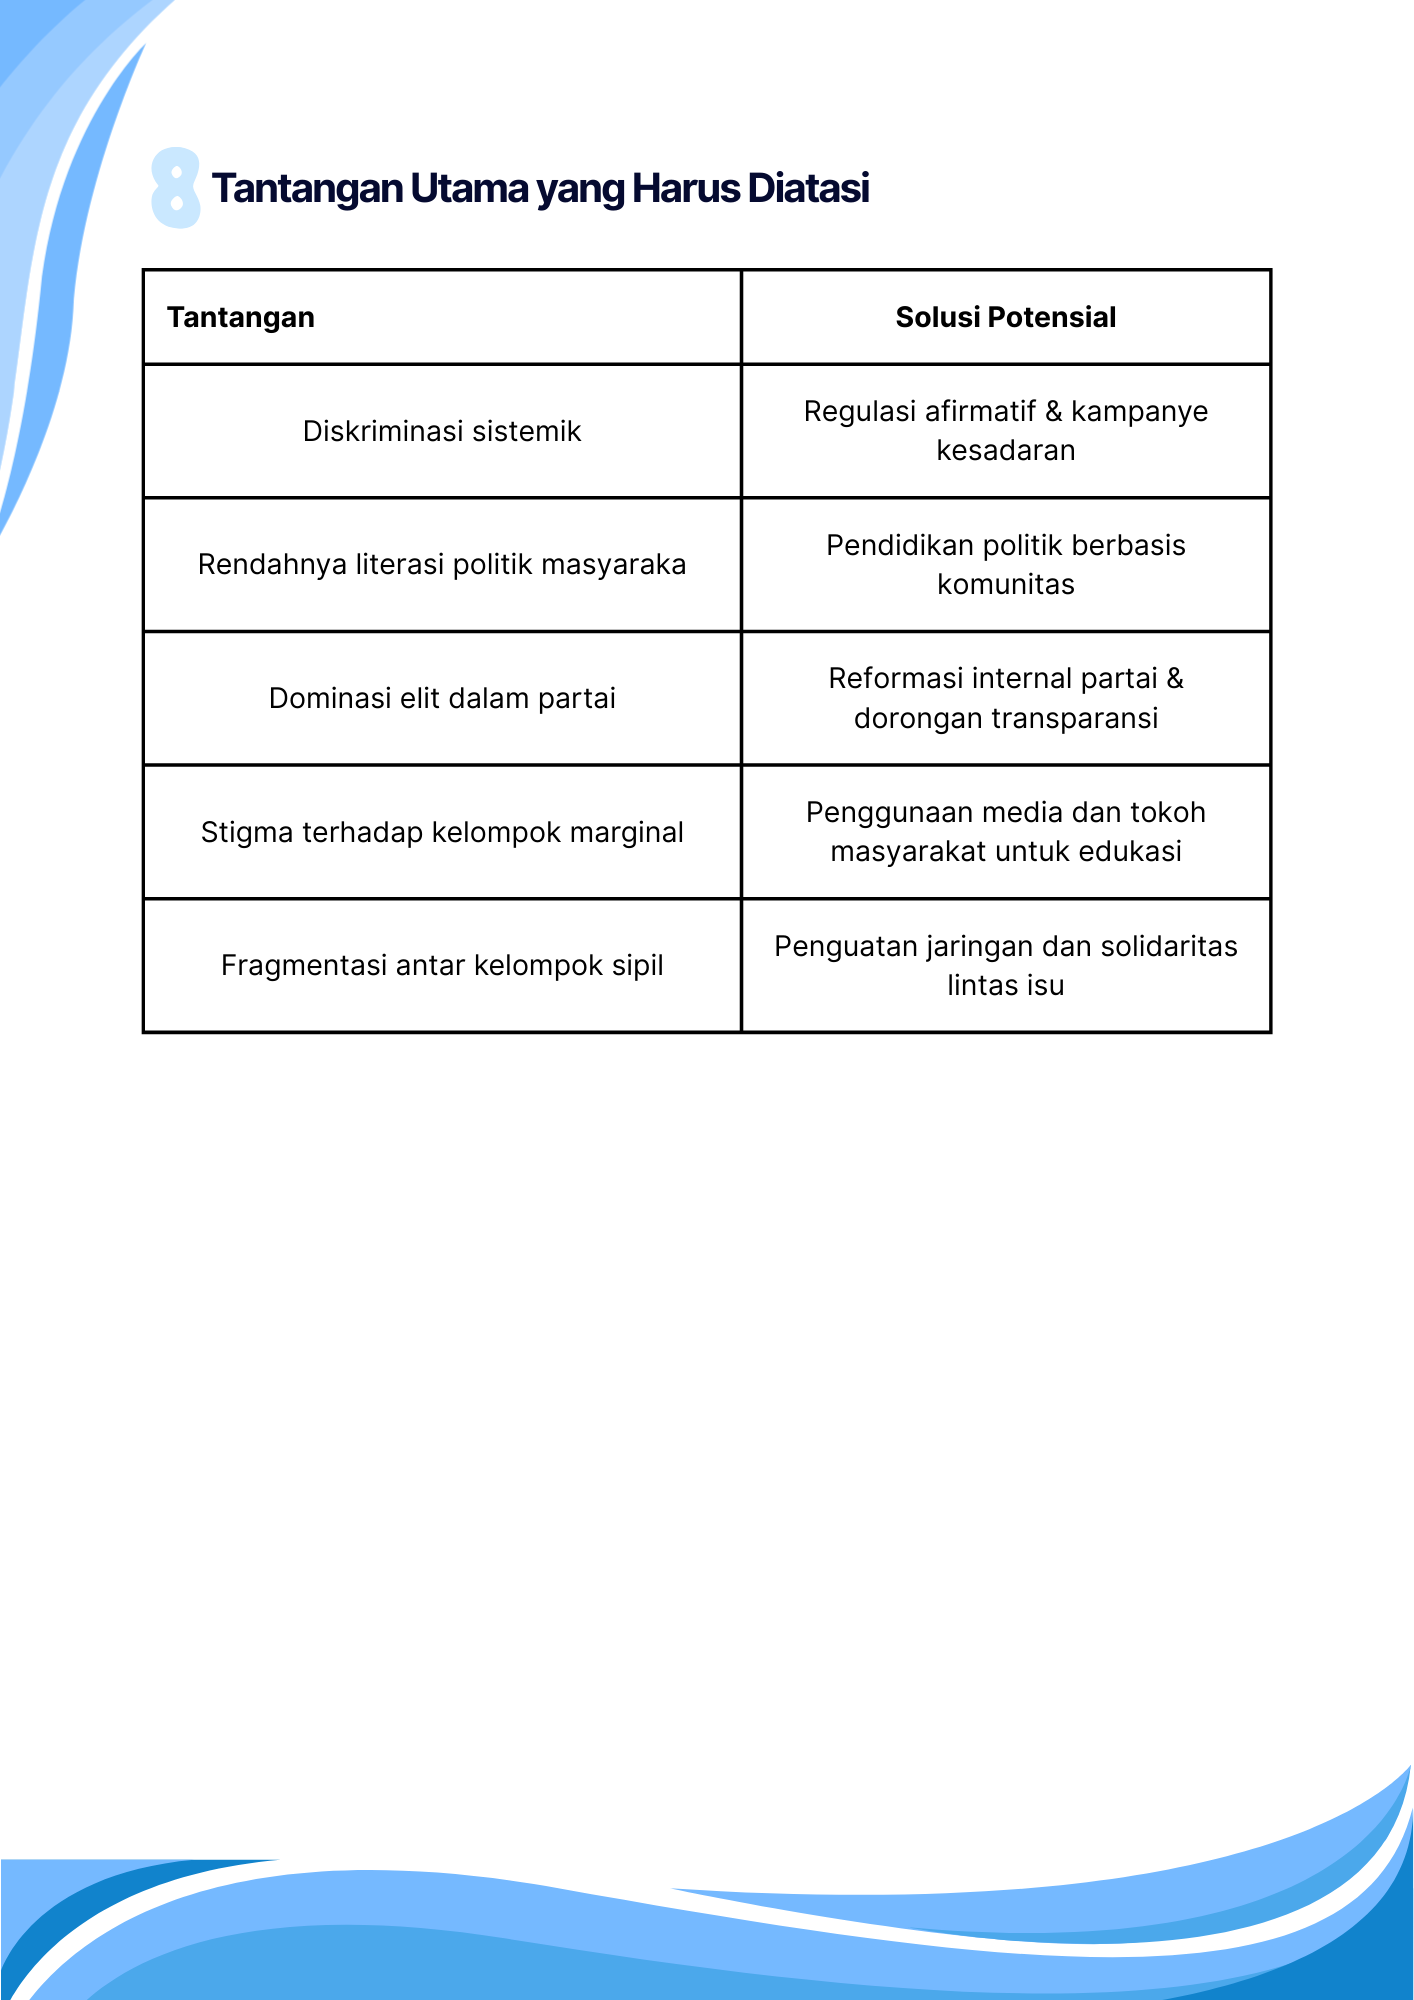 8 Tantangan Utama yang Harus Diatasi
Tantangan
Solusi Potensial
Diskriminasi sistemik
Regulasi afirmatif & kampanye
kesadaran
Rendahnya literasi politik masyaraka
Pendidikan politik berbasis
komunitas
Dominasi elit dalam partai
Reformasi internal partai &
dorongan transparansi
Stigma terhadap kelompok marginal
Penggunaan media dan tokoh
masyarakat untuk edukasi
Fragmentasi antar kelompok sipil
Penguatan jaringan dan solidaritas
lintas isu